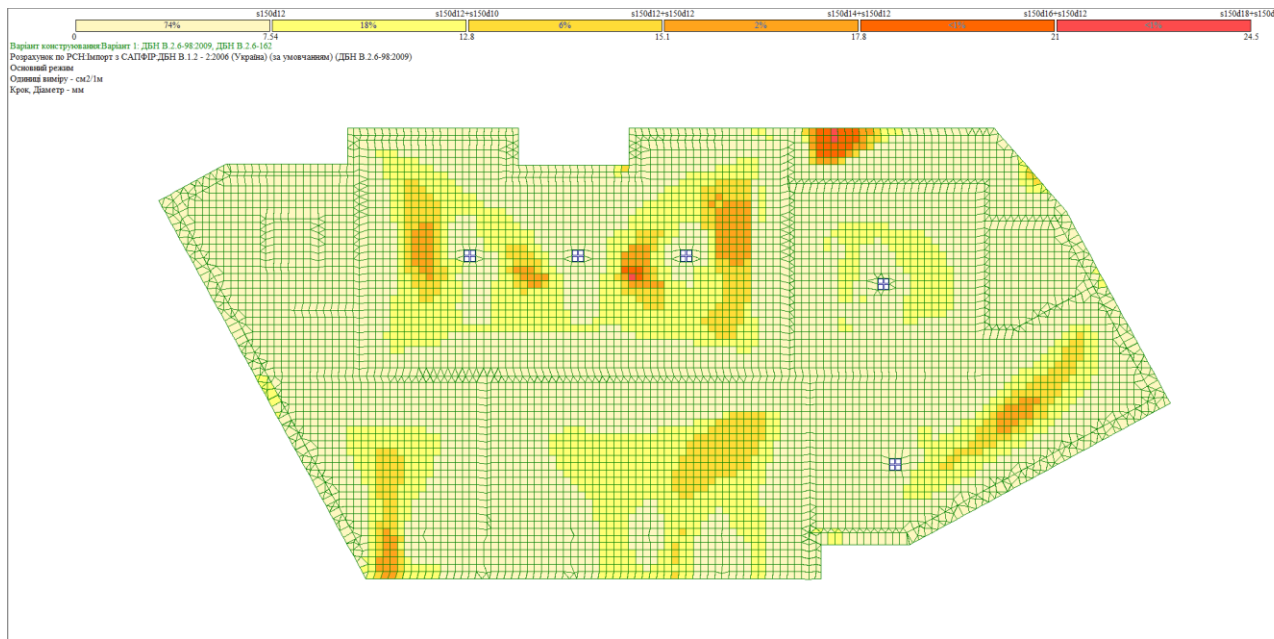 s150d12 s150d12+s150d10 s150d12+s150d12 s150d14+s150d12 s150d16+s150d12 s150d18+s150d
74% 18% 6% 2%
0 7.54 12.8 15.1 17.8 21 24.5
Варіант конструювання:Варіант 1: ДБН В.2.6-98:2009, ДБН В.2.6-162
Розрахунок по РСН:Імпорт з САПФІР:ДБН В.1.2 - 2:2006 (Україна) (за умовчанням) (ДБН В.2.6-98:2009)
Основний режим
Одиниці виміру - см2/1м
Крок, Діаметр - мм